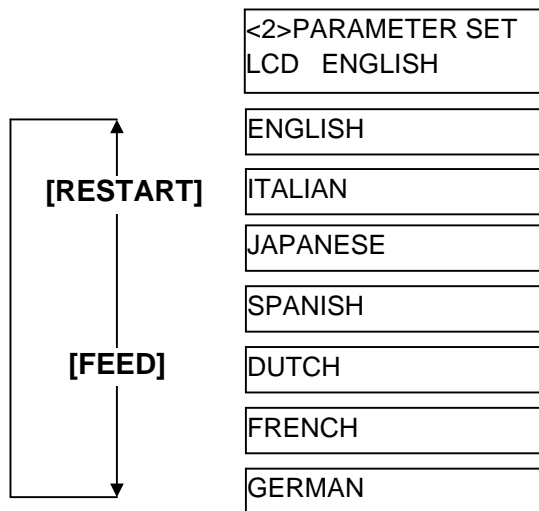 <2>PARAMETER SET
LCD ENGLISH
ENGLISH
[RESTART]
ITALIAN
JAPANESE
SPANISH
[FEED]
DUTCH
FRENCH
GERMAN